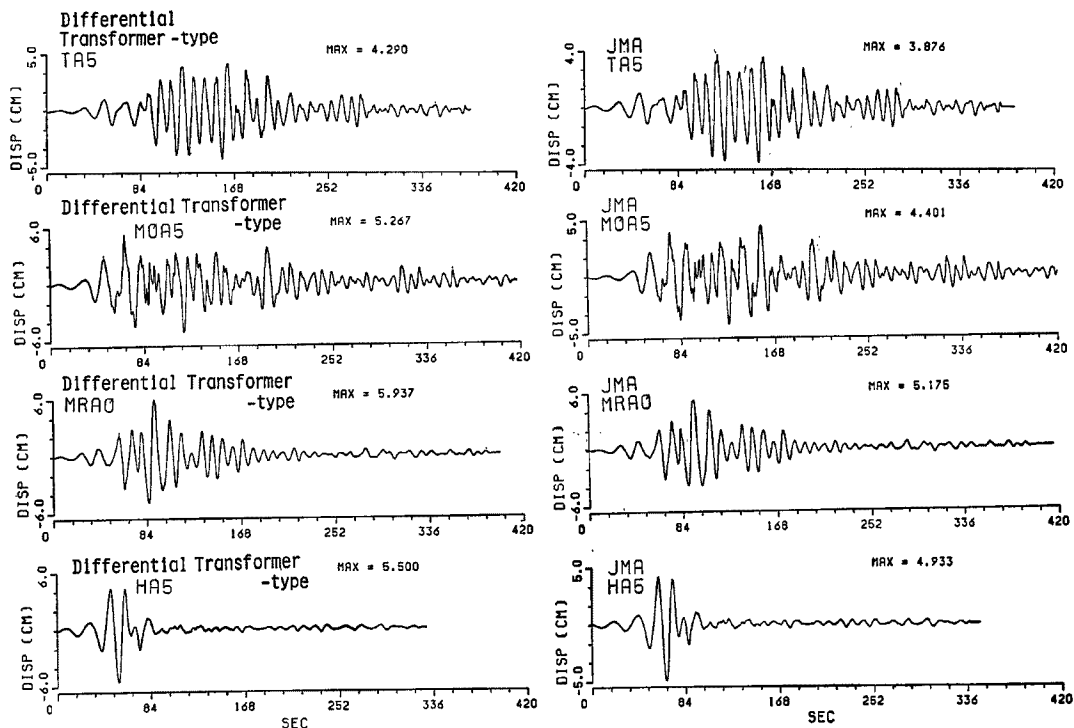 Differential
Transformer-type
TA5
MAX = 4.290
5.0
DISP (CM)
-5.0
0 84 168 252 336 420
JMA
TA5
MAX = 3.876
4.0
DISP (CM)
-4.0
0 84 168 252 336 420
Differential Transformer
-type
MØA5
MAX = 5.267
6.0
DISP (CM)
-6.0
0 84 168 252 336 420
JMA
MØA5
MAX = 4.401
5.0
DISP (CM)
-5.0
0 84 168 252 336 420
Differential Transformer
-type
MRAØ
MAX = 5.937
6.0
DISP (CM)
-6.0
0 84 168 252 336 420
JMA
MRAØ
MAX = 5.175
6.0
DISP (CM)
-6.0
0 84 168 252 336 420
Differential Transformer
-type
HA5
MAX = 5.500
6.0
DISP (CM)
-6.0
0 84 168 252 336 420
SEC
JMA
HA5
MAX = 4.933
5.0
DISP (CM)
-5.0
0 84 168 252 336 420
SEC